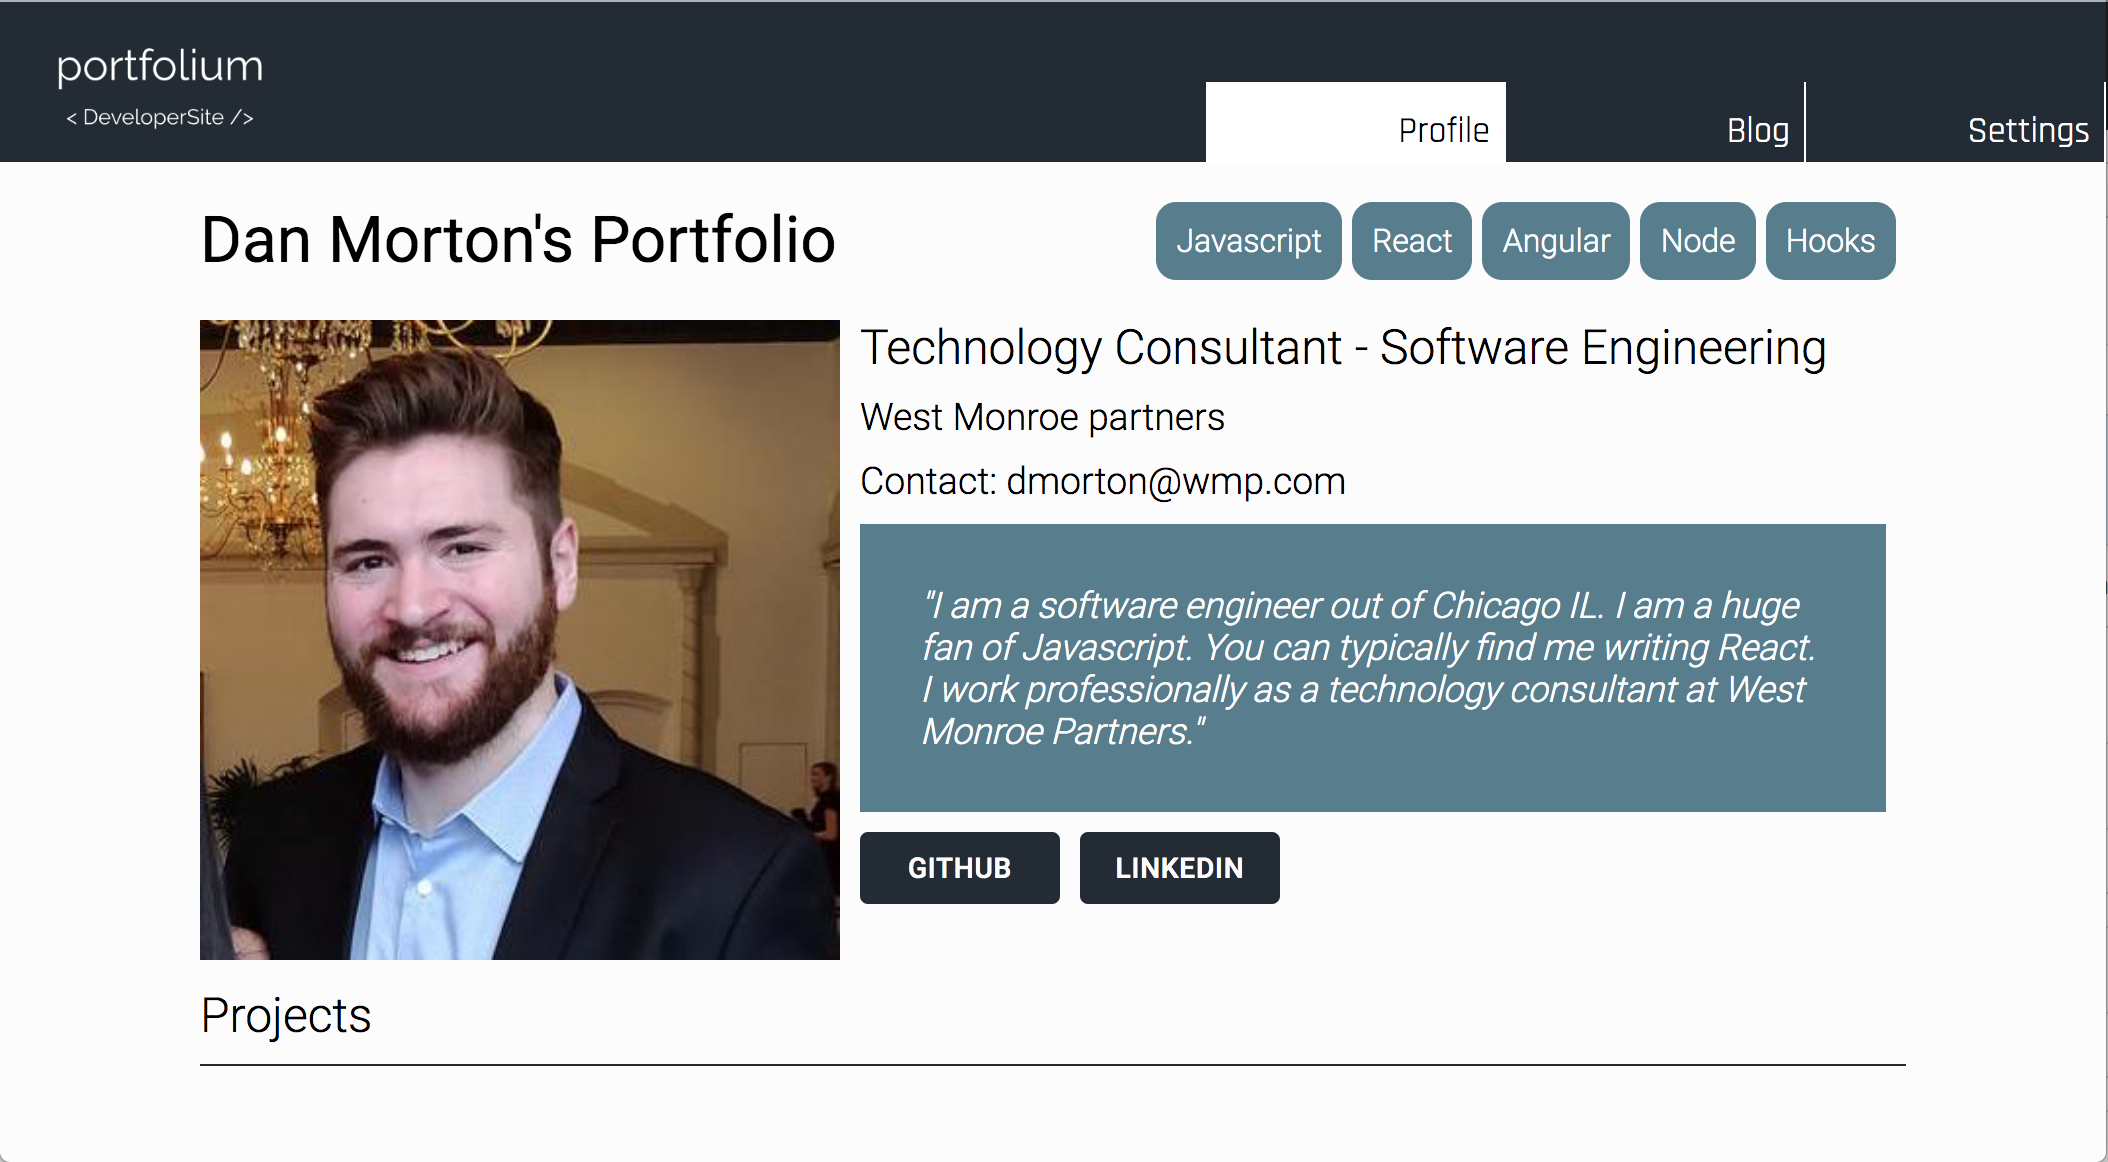 portfolium
< DeveloperSite />
Profile
Blog
Settings
Dan Morton's Portfolio
Javascript
React
Angular
Node
Hooks
Technology Consultant - Software Engineering
West Monroe partners
Contact: dmorton@wmp.com
"I am a software engineer out of Chicago IL. I am a huge
fan of Javascript. You can typically find me writing React.
I work professionally as a technology consultant at West
Monroe Partners."
GITHUB
LINKEDIN
Projects